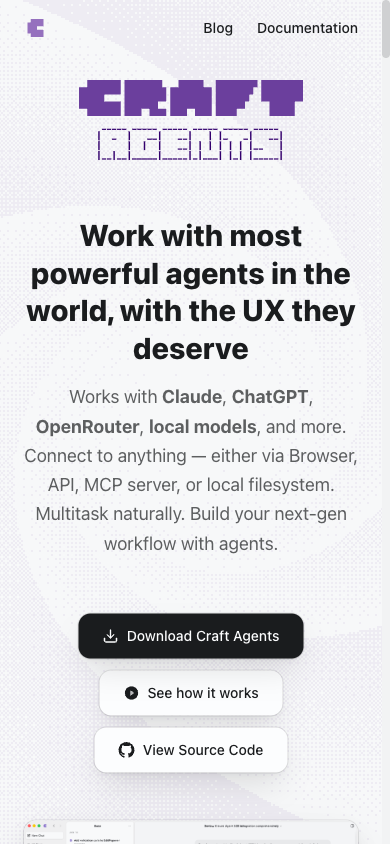 Blog Documentation
CRAFT
AGENTS
Work with most
powerful agents in the
world, with the UX they
deserve
Works with Claude, ChatGPT,
OpenRouter, local models, and more.
Connect to anything — either via Browser,
API, MCP server, or local filesystem.
Multitask naturally. Build your next-gen
workflow with agents.
Download Craft Agents
See how it works
View Source Code